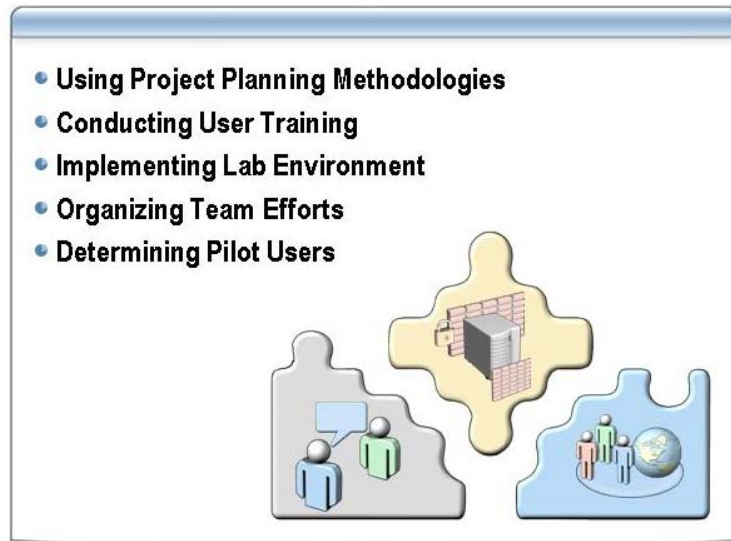 Using Project Planning Methodologies
Conducting User Training
Implementing Lab Environment
Organizing Team Efforts
Determining Pilot Users